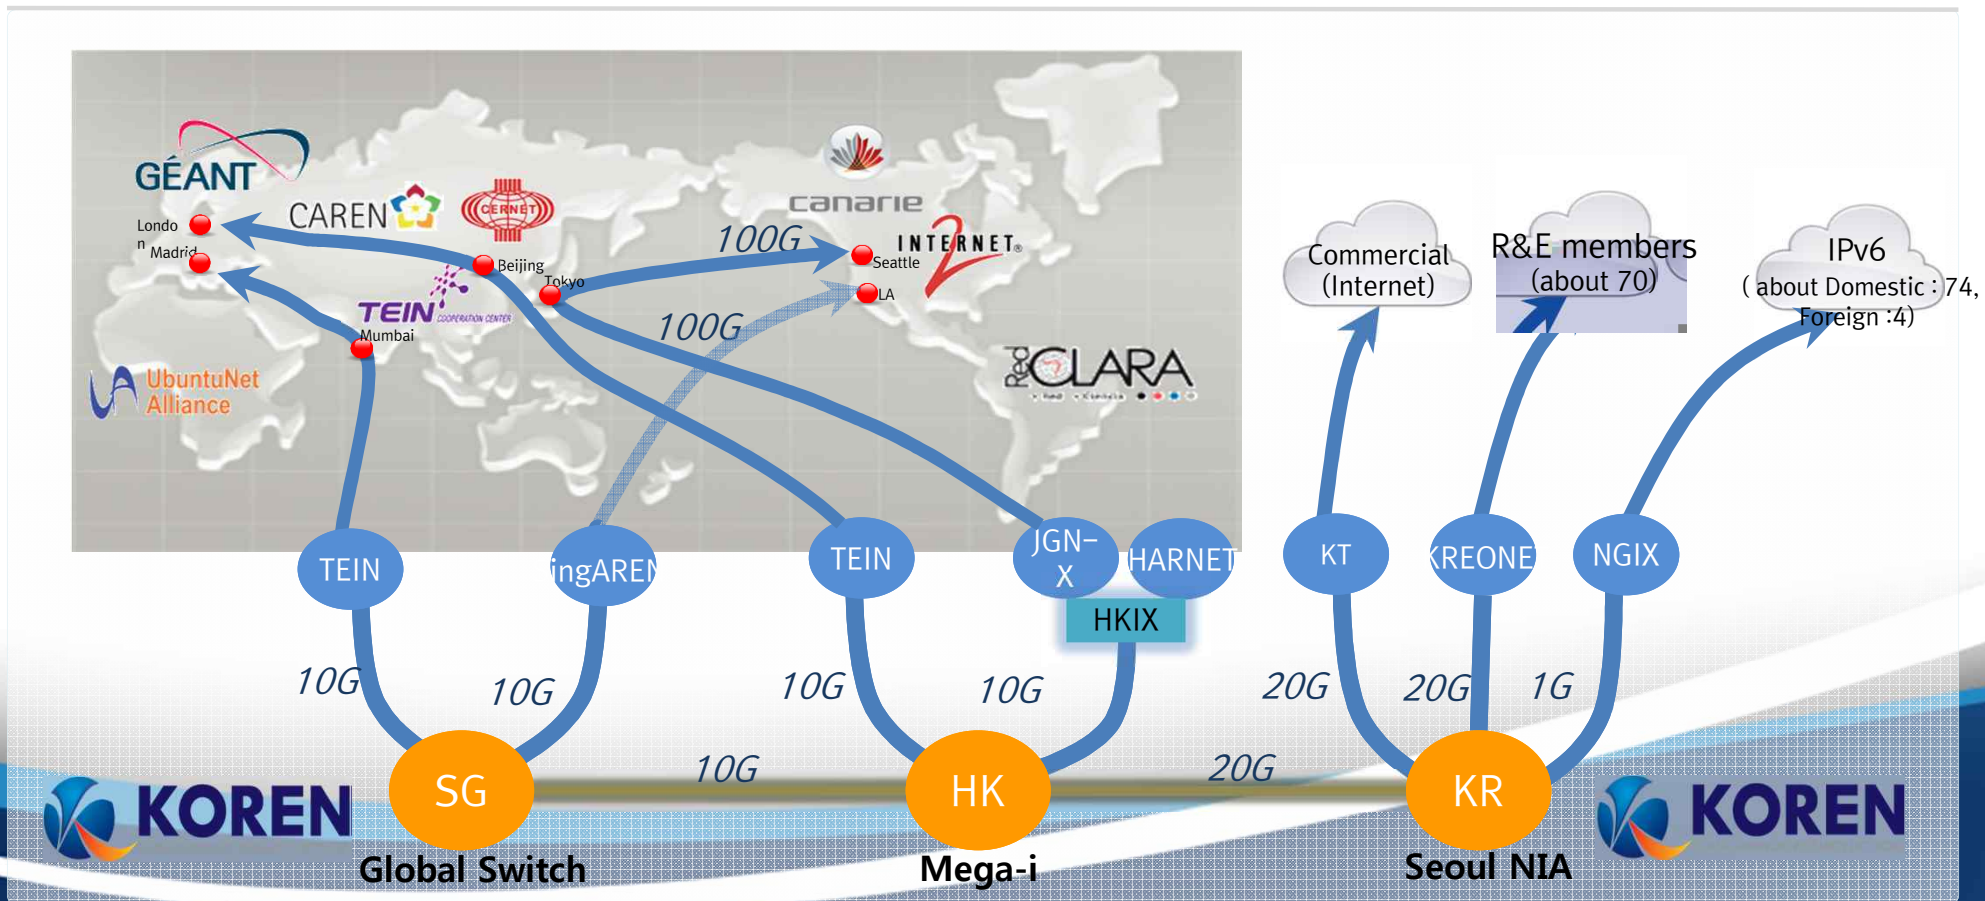 GÉANT
Londo
n
Madrid
CAREN
CERNET
Beijing
TEIN COOPERATION CENTER
Mumbai
Tokyo
UbuntuNet
Alliance
canarie
100G
INTERNET®
2
Seattle
LA
100G
Red
CLARA
Commercial
(Internet)
R&E members
(about 70)
IPv6
( about Domestic : 74,
Foreign :4)
TEIN
ingAREN
TEIN
JGN-
X
HARNET
HKIX
KT
KREONET
NGIX
10G
10G
10G
10G
20G
20G
1G
10G
20G
SG
HK
KR
KOREN
KOREN
Global Switch
Mega-i
Seoul NIA